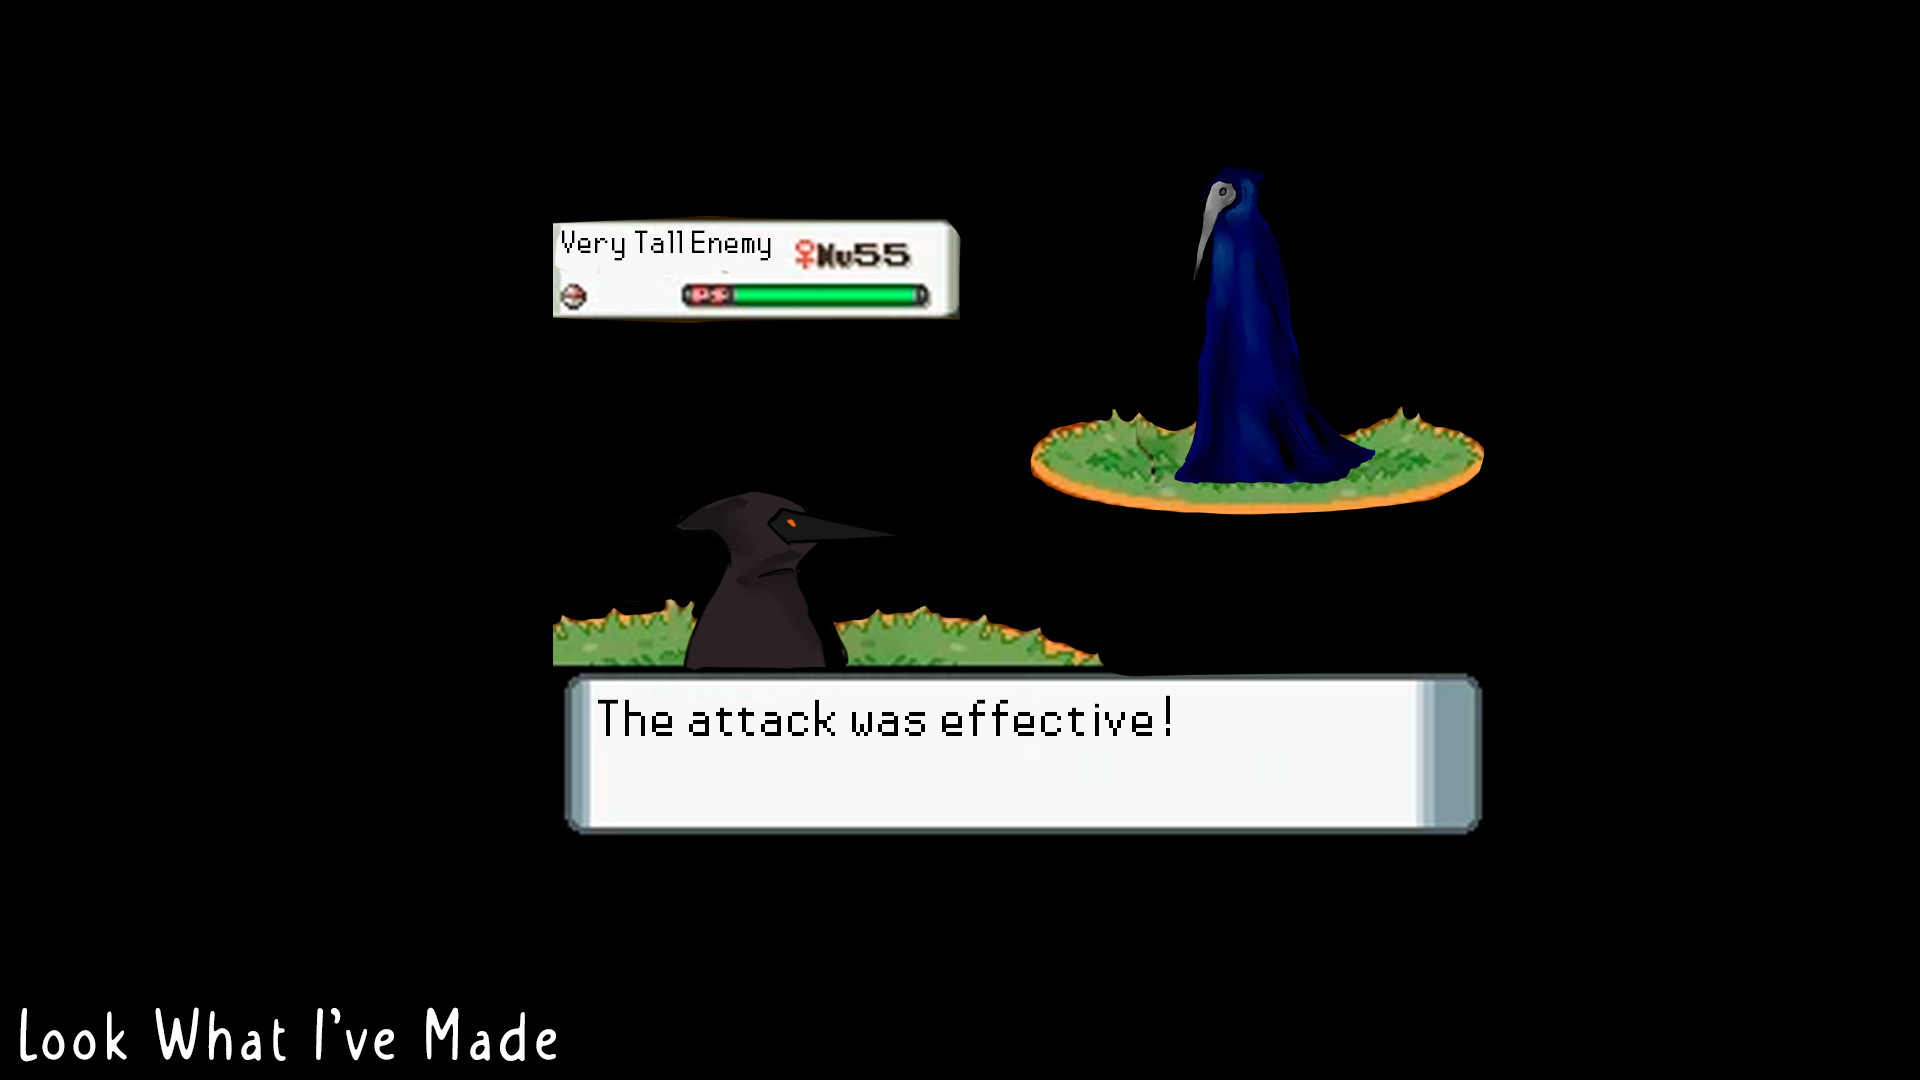 Very Tall Enemy ♀Nv55
PS
The attack was effective!
Look What I've Made